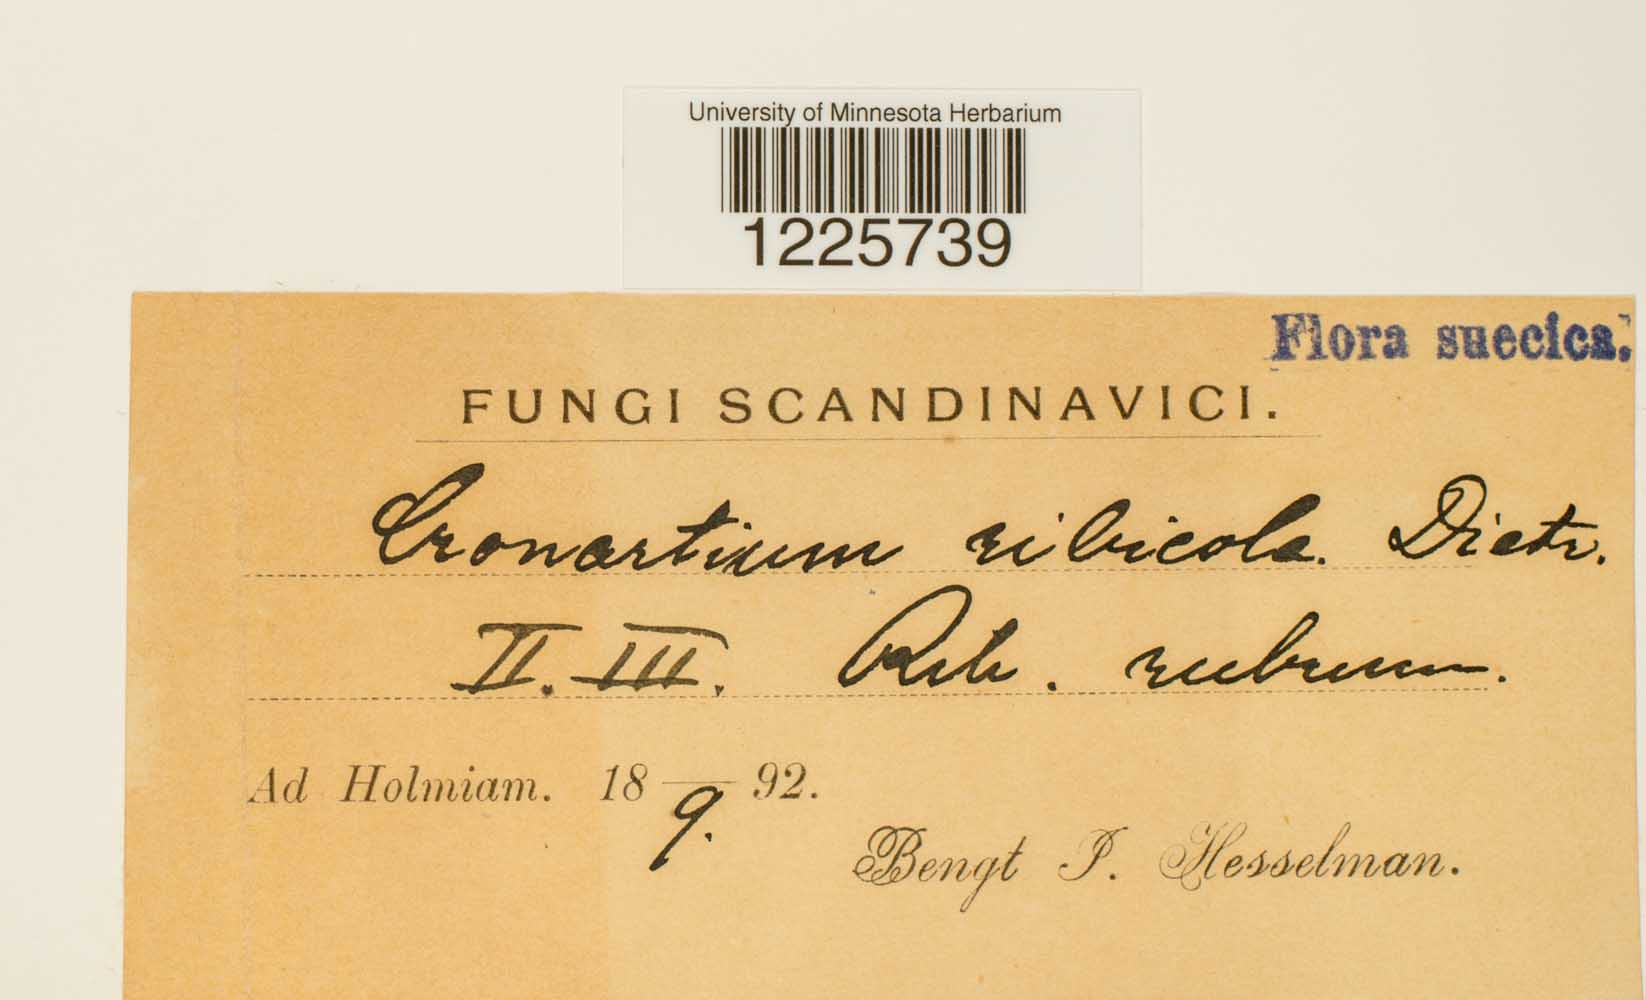 University of Minnesota Herbarium
1225739
Flora suecica.
FUNGI SCANDINAVICI.
Cronartium ribicola. Dietr.
II. III. Rib. rubrum.
Ad Holmiam. 18 — 92.
9.
Bengt I. Hesselman.